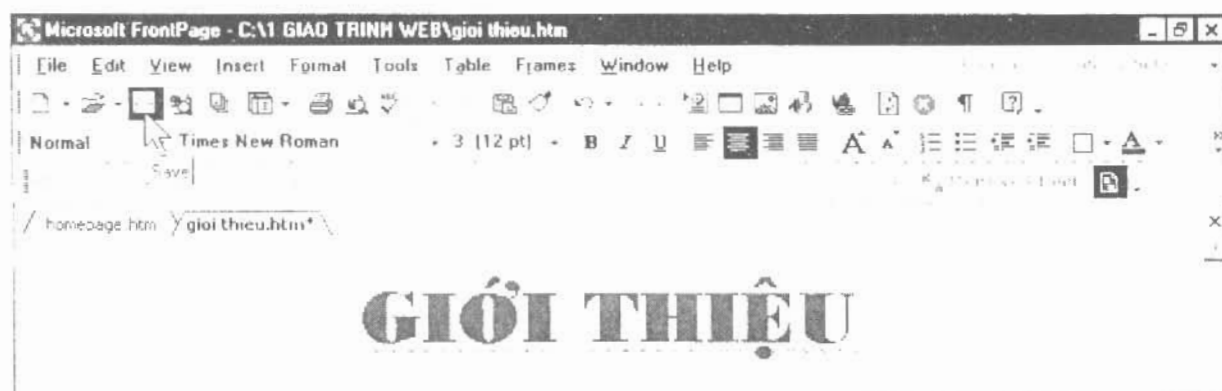 Microsoft FrontPage - C:\1 GIAO TRINH WEB\gioi thieu.htm
File Edit View Insert Format Tools Table Frames Window Help
Normal Times New Roman 3 (12 pt) B I U A A A
Save
homepage.htm gioi thieu.htm*
GIỚI THIỆU